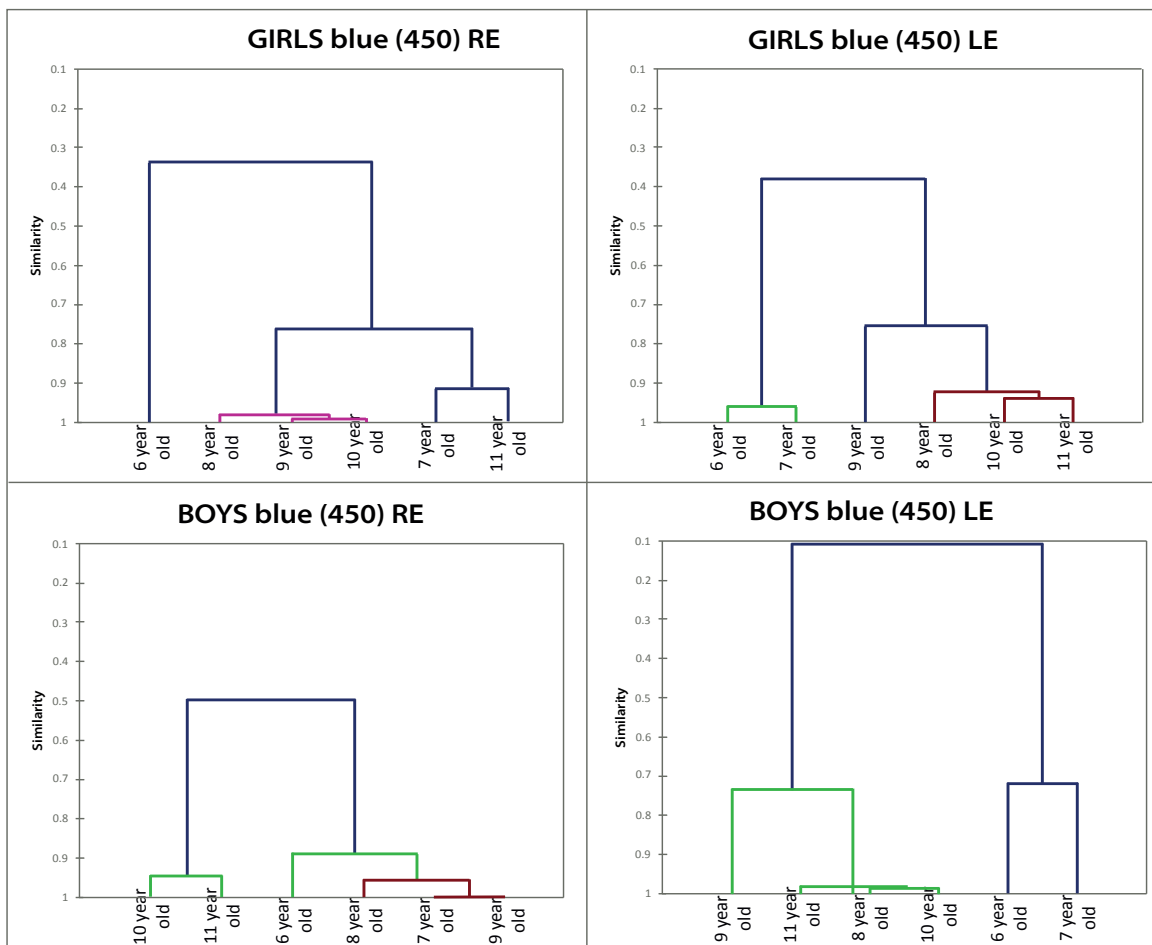 GIRLS blue (450) RE
Similarity
0.1
0.2
0.3
0.4
0.5
0.6
0.7
0.8
0.9
1
6 year
old
8 year
old
9 year
old
10 year
old
7 year
old
11 year
old
GIRLS blue (450) LE
Similarity
0.1
0.2
0.3
0.4
0.5
0.6
0.7
0.8
0.9
1
6 year
old
7 year
old
9 year
old
8 year
old
10 year
old
11 year
old
BOYS blue (450) RE
Similarity
0.1
0.2
0.3
0.4
0.5
0.6
0.7
0.8
0.9
1
10 year
old
11 year
old
6 year
old
8 year
old
7 year
old
9 year
old
BOYS blue (450) LE
Similarity
0.1
0.2
0.3
0.4
0.5
0.6
0.7
0.8
0.9
1
9 year
old
11 year
old
8 year
old
10 year
old
6 year
old
7 year
old